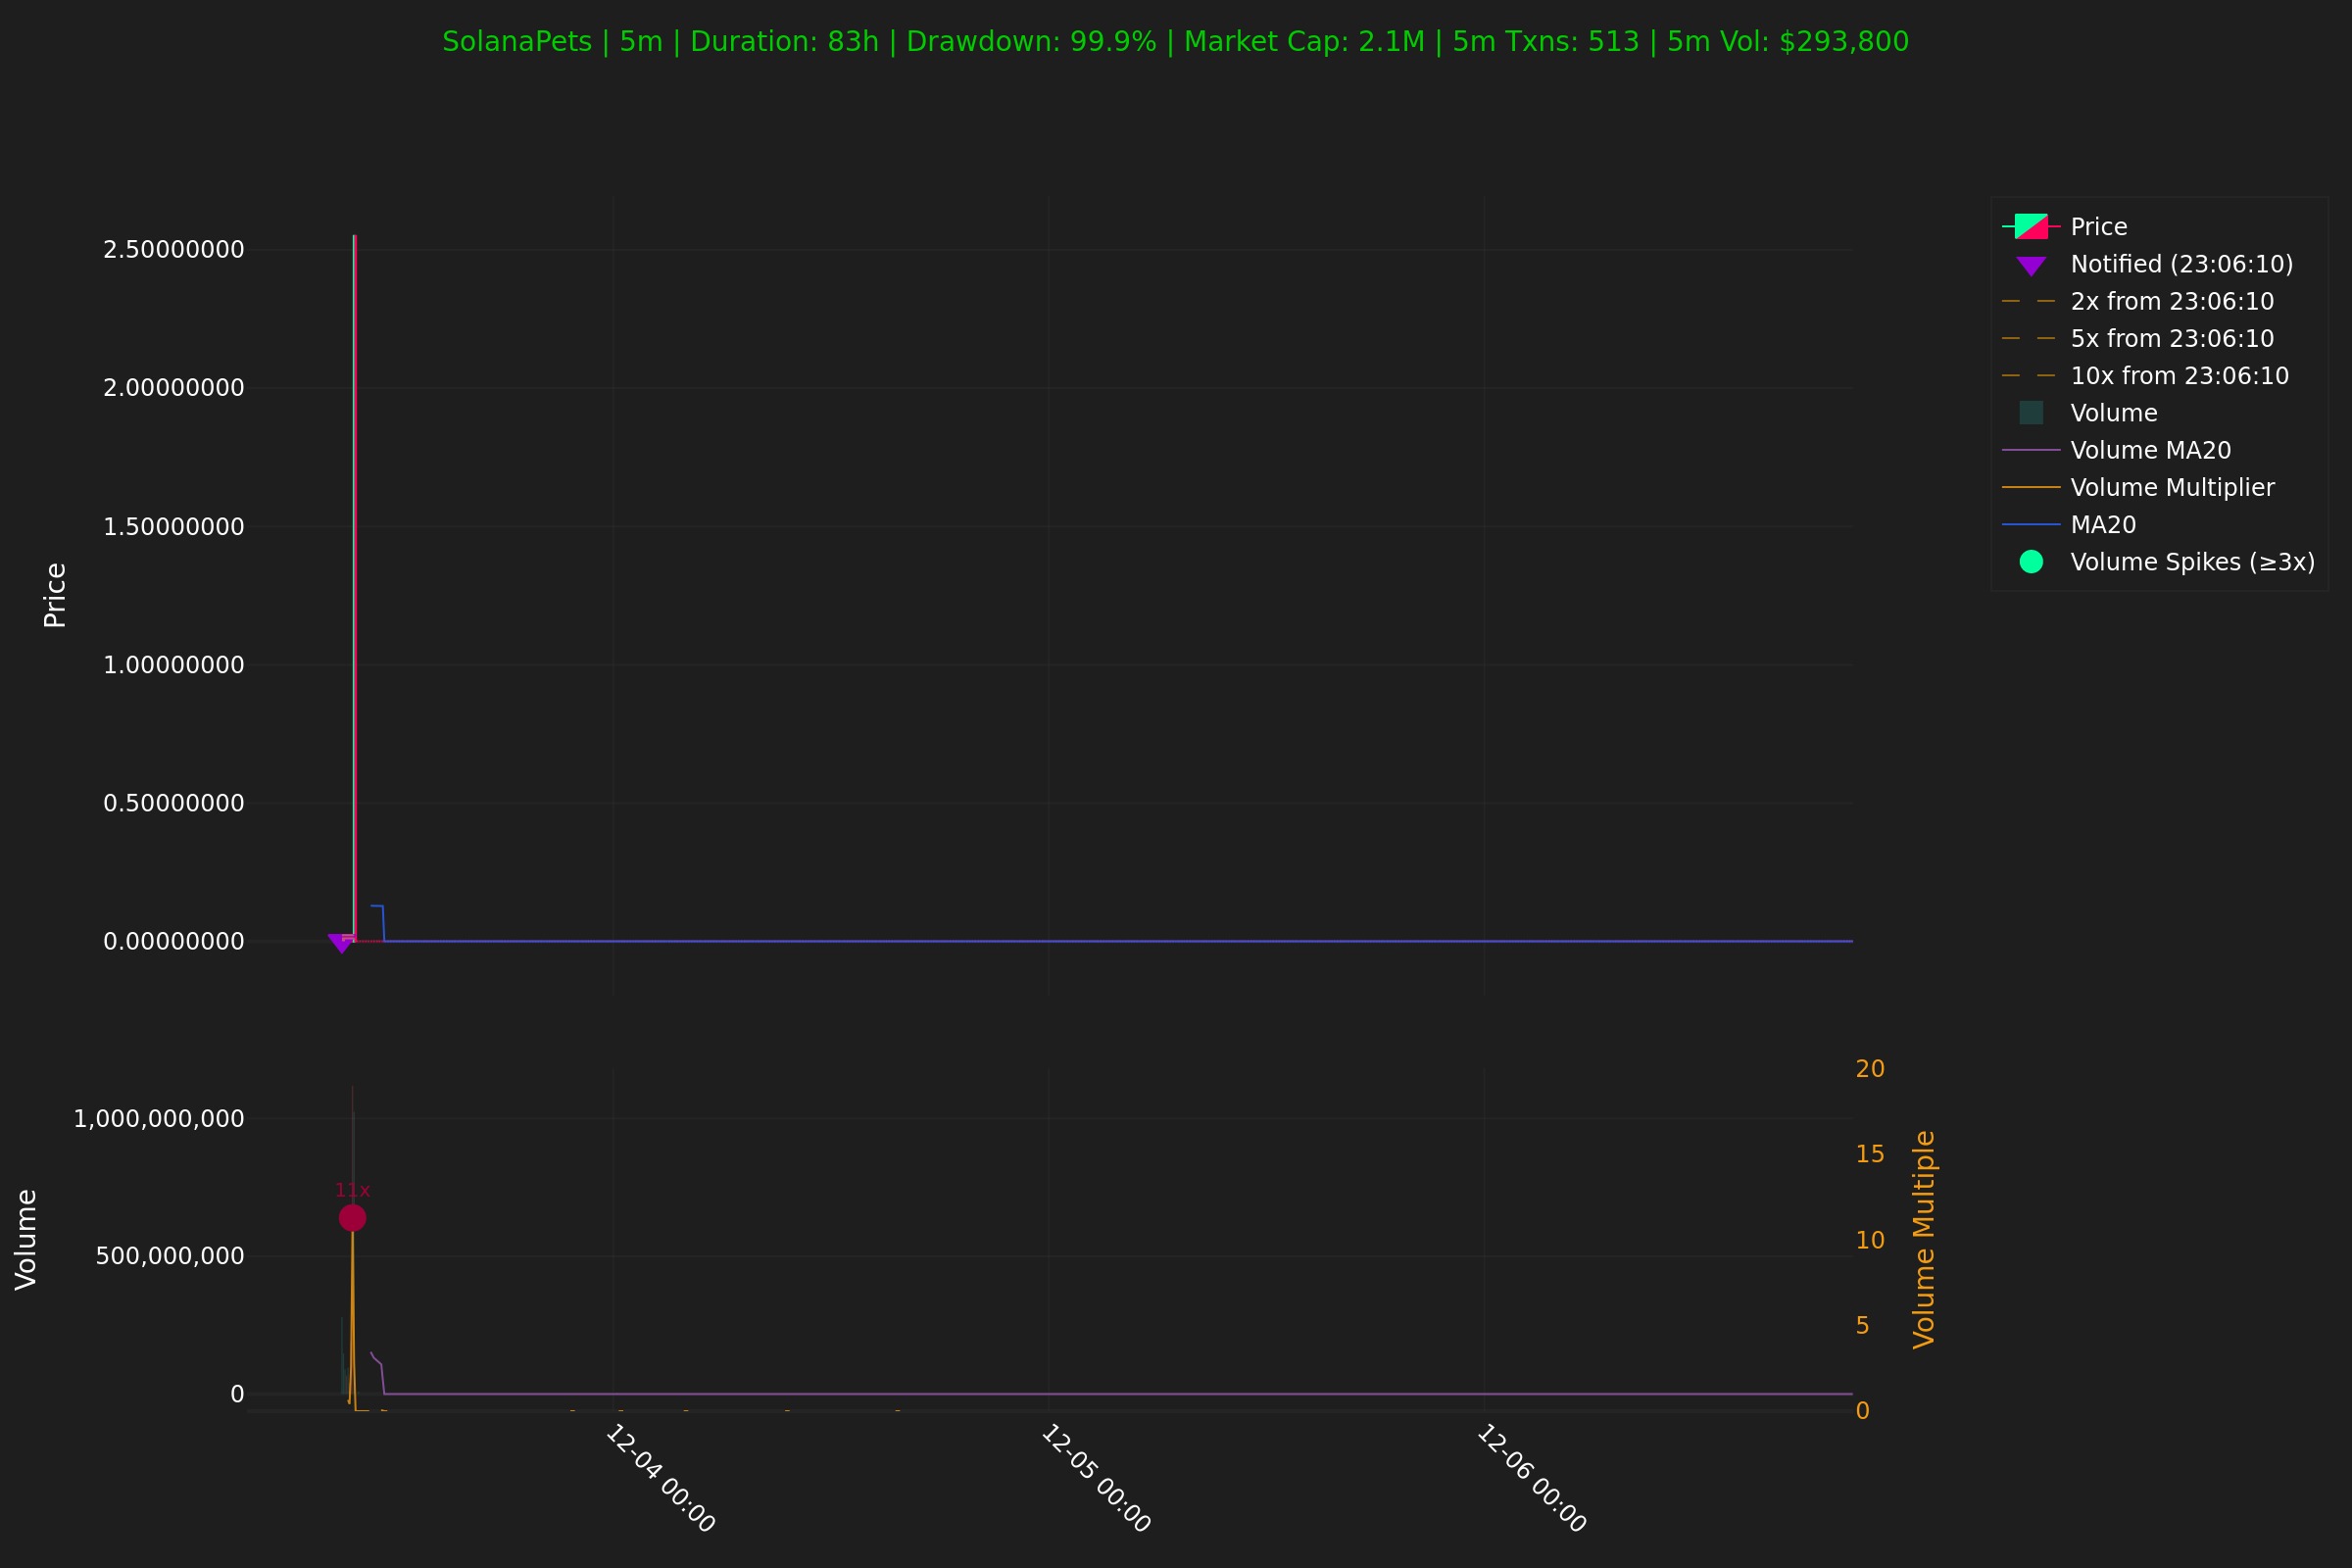 SolanaPets | 5m | Duration: 83h | Drawdown: 99.9% | Market Cap: 2.1M | 5m Txns: 513 | 5m Vol: $293,800
Price
2.50000000
2.00000000
1.50000000
1.00000000
0.50000000
0.00000000
Price
Notified (23:06:10)
2x from 23:06:10
5x from 23:06:10
10x from 23:06:10
Volume
Volume MA20
Volume Multiplier
MA20
Volume Spikes (≥3x)
Volume
1,000,000,000
500,000,000
0
11x
20
15
10
5
0
Volume Multiple
12-04 00:00
12-05 00:00
12-06 00:00